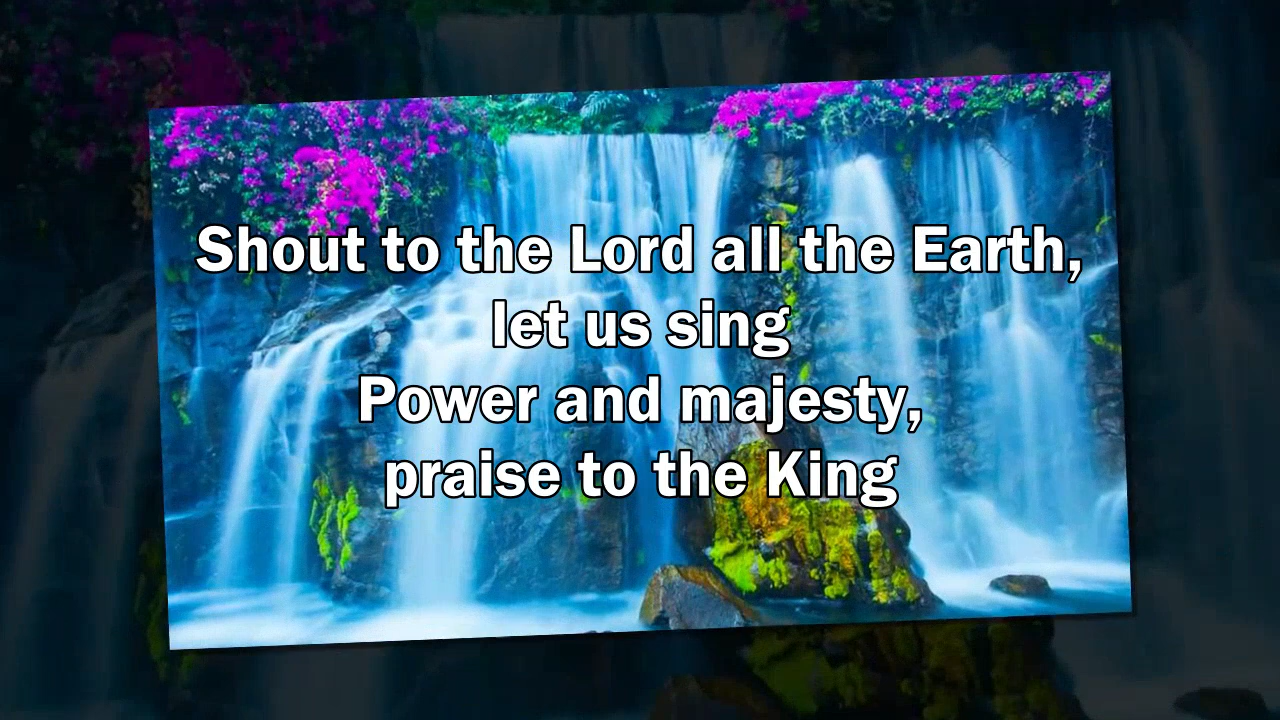 Shout to the Lord all the Earth,
let us sing
Power and majesty,
praise to the King